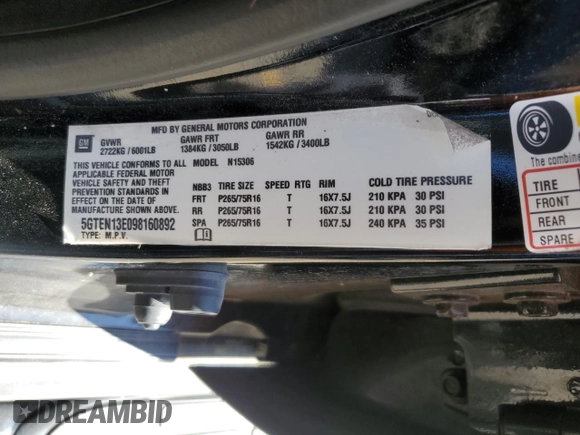 MFD BY GENERAL MOTORS CORPORATION
GM
GVWR GAWR FRT GAWR RR
2722KG / 6001LB 1384KG / 3050LB 1542KG / 3400LB
THIS VEHICLE CONFORMS TO ALL MODEL N15306
APPLICABLE FEDERAL MOTOR
VEHICLE SAFETY AND THEFT
PREVENTION STANDARDS IN
EFFECT ON THE DATE OF
MANUFACTURE SHOWN ABOVE.
5GTEN13E098160892
TYPE: M.P.V.
NBB3 TIRE SIZE SPEED RTG RIM COLD TIRE PRESSURE
FRT P265/75R16 T 16X7.5J 210 KPA 30 PSI
RR P265/75R16 T 16X7.5J 210 KPA 30 PSI
SPA P265/75R16 T 16X7.5J 240 KPA 35 PSI
The combine
TIRE
FRONT
REAR
SPARE
DREAMBID